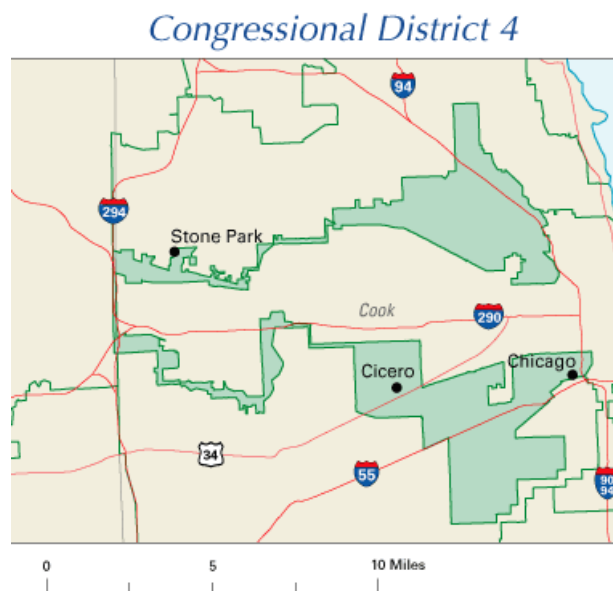 Congressional District 4
94
294
Stone Park
Cook
290
Cicero
Chicago
34
55
90
94
0 5 10 Miles